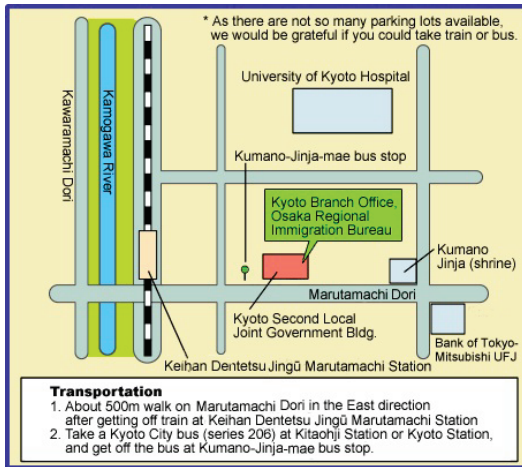 * As there are not so many parking lots available,
we would be grateful if you could take train or bus.
University of Kyoto Hospital
Kawaramachi Dori
Kamogawa River
Kumano-Jinja-mae bus stop
Kyoto Branch Office,
Osaka Regional
Immigration Bureau
Kumano
Jinja (shrine)
Marutamachi Dori
Kyoto Second Local
Joint Government Bldg.
Bank of Tokyo-
Mitsubishi UFJ
Keihan Dentetsu Jingū Marutamachi Station
Transportation
1. About 500m walk on Marutamachi Dori in the East direction
after getting off train at Keihan Dentetsu Jingū Marutamachi Station
2. Take a Kyoto City bus (series 206) at Kitaohji Station or Kyoto Station,
and get off the bus at Kumano-Jinja-mae bus stop.